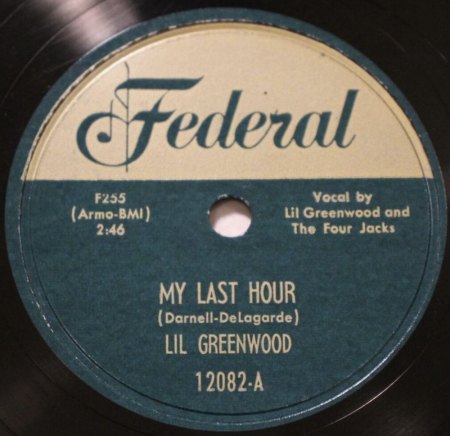 Federal
F255
(Armo-BMI)
2:46
Vocal by
Lil Greenwood and
The Four Jacks
MY LAST HOUR
(Darnell-DeLagarde)
LIL GREENWOOD
12082-A